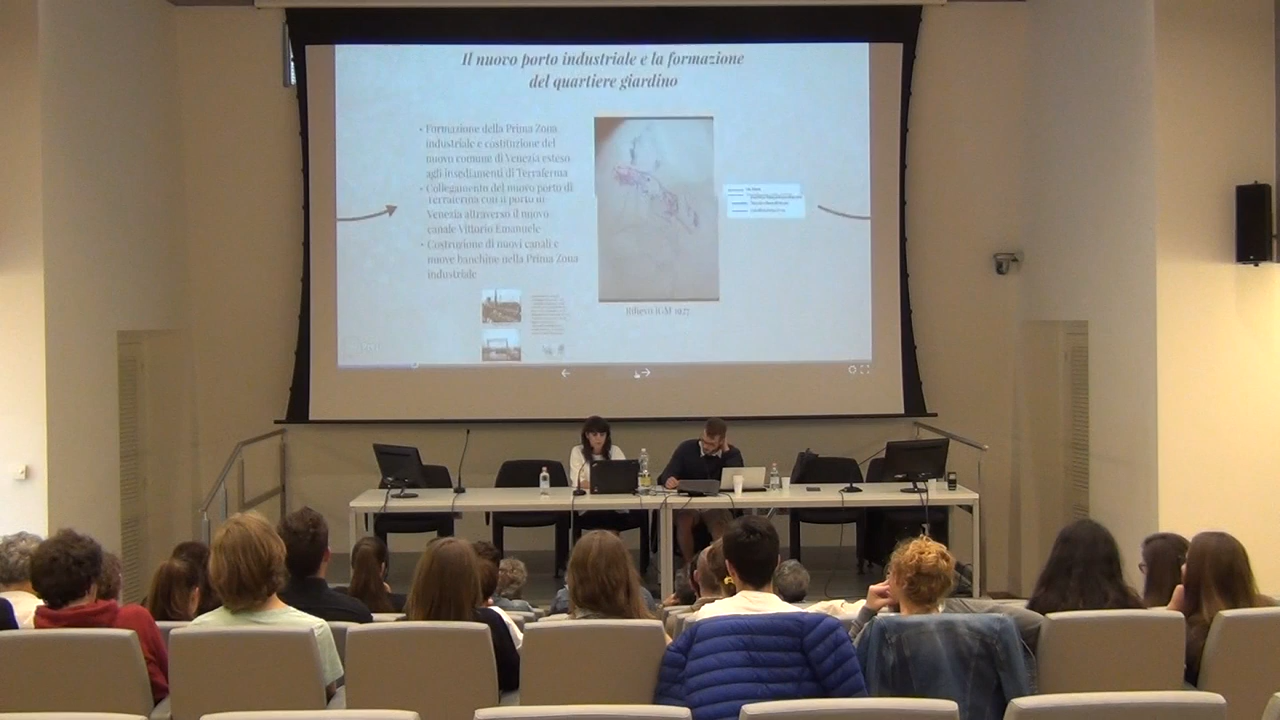 Il nuovo porto industriale e la formazione
del quartiere giardino
• Formazione della Prima Zona
industriale e costituzione del
nuovo comune di Venezia esteso
agli insediamenti di Terraferma
• Collegamento del nuovo porto di
Terraferma con il porto di
Venezia attraverso il nuovo
canale Vittorio Emanuele
• Costruzione di nuovi canali e
nuove banchine nella Prima Zona
industriale
Rilievo IGM 1927